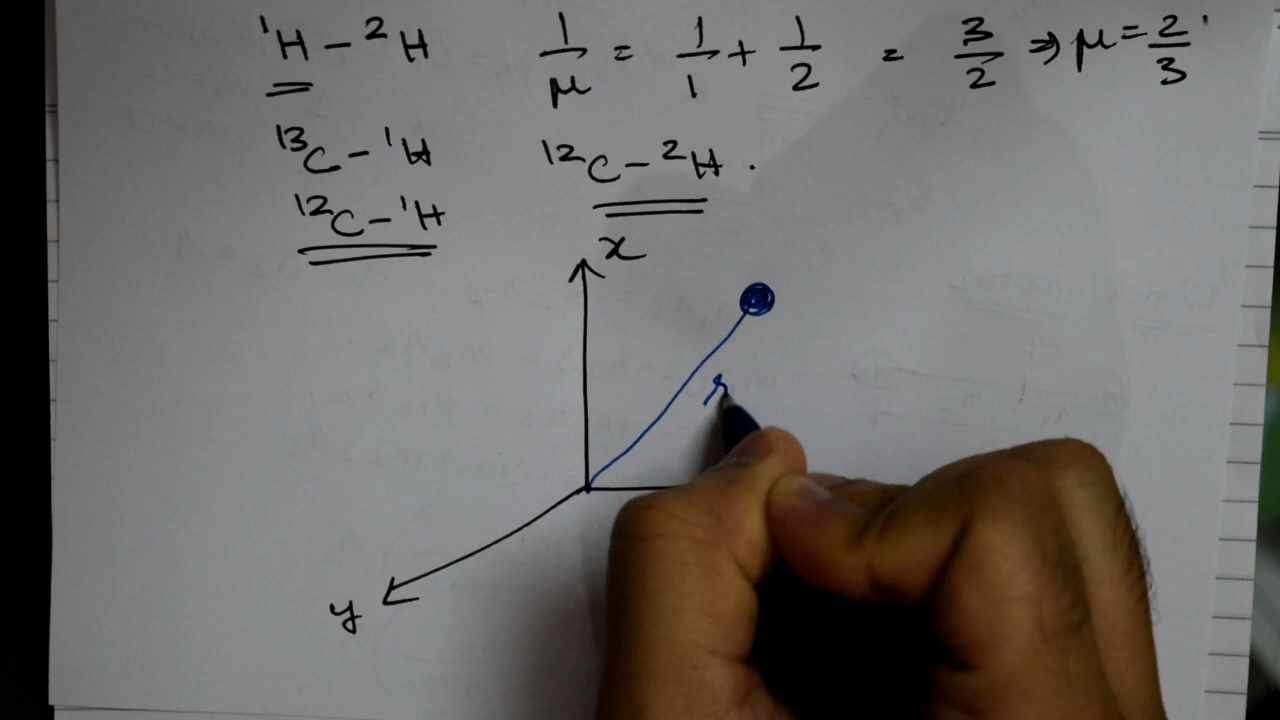 ¹H – ²H 1/μ = 1/1 + 1/2 = 3/2 ⇒ μ = 2/3
¹³C – ¹H ¹²C – ²H .
¹²C – ¹H
x
y